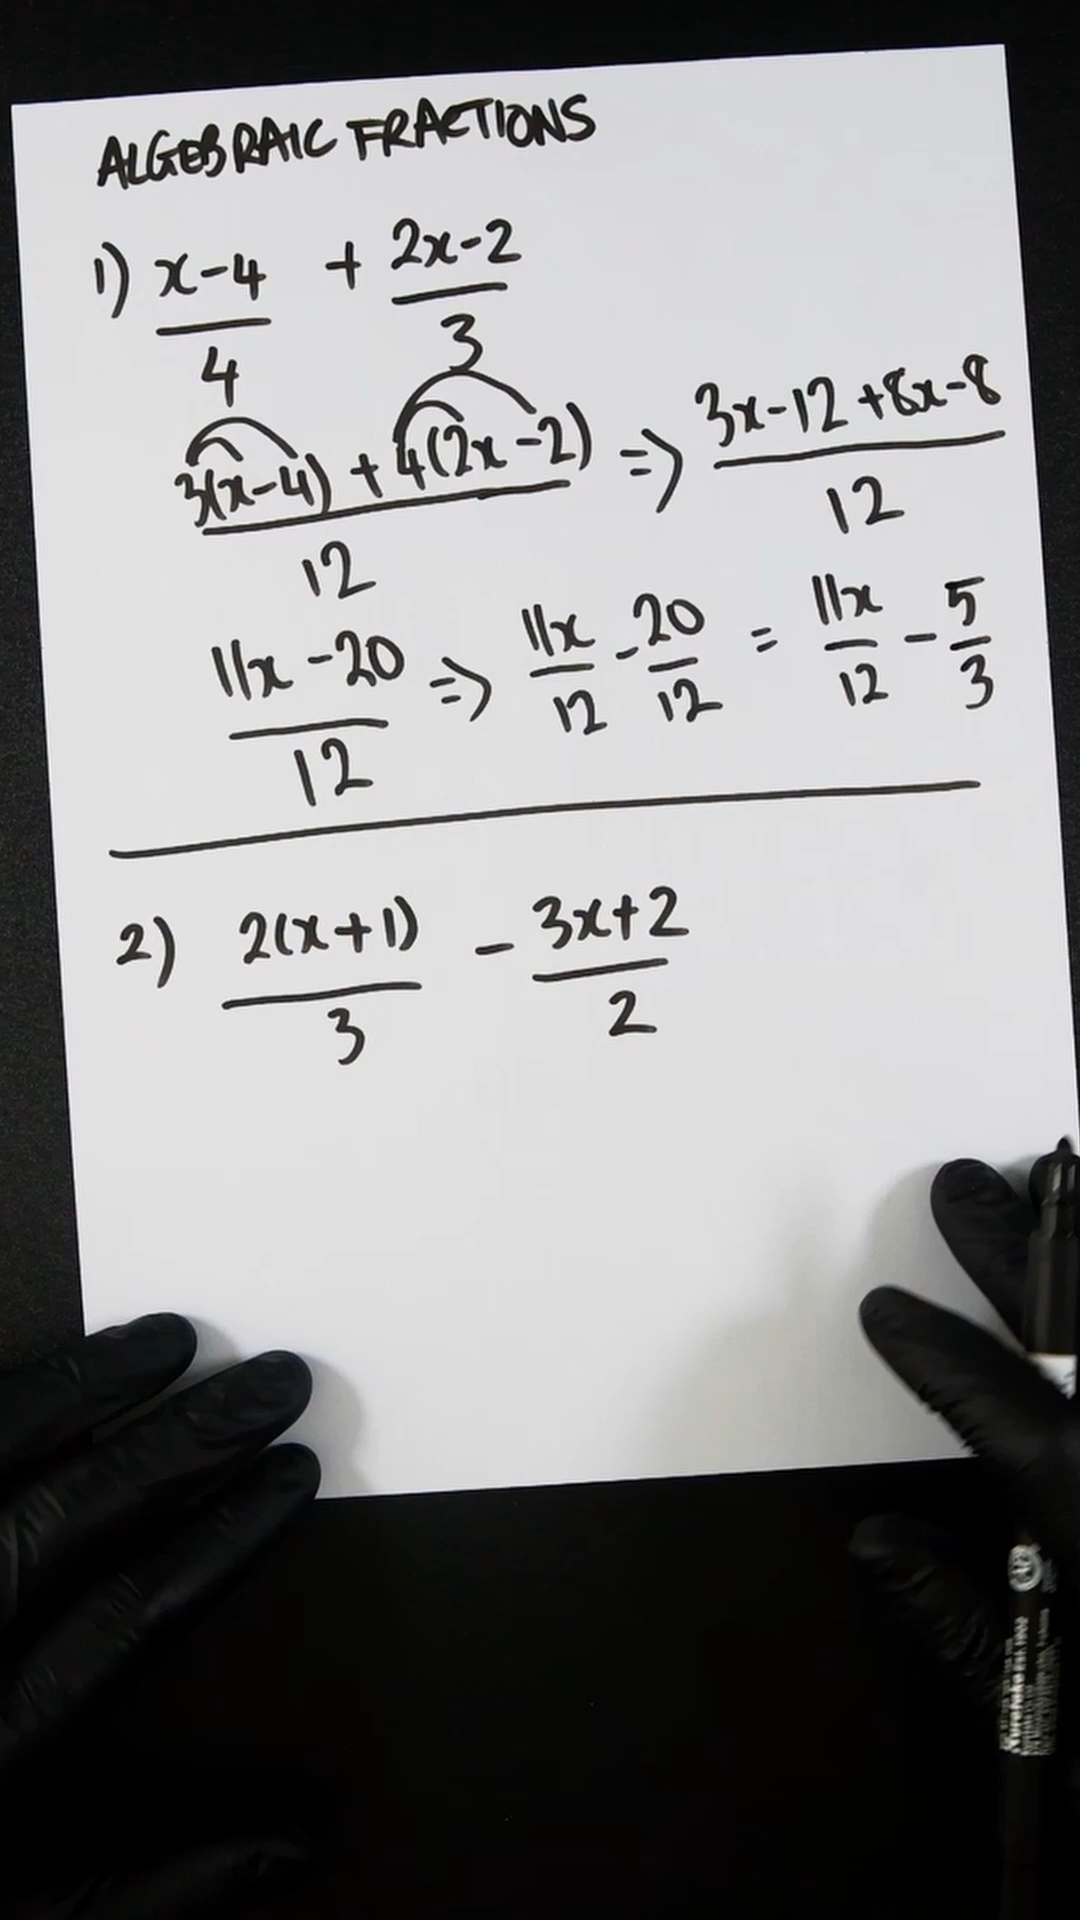 ALGEBRAIC FRACTIONS
1) x-4/4 + 2x-2/3
3(x-4) + 4(2x-2)/12 => 3x-12+8x-8/12
11x-20/12 => 11x/12 - 20/12 = 11x/12 - 5/3
2) 2(x+1)/3 - 3x+2/2